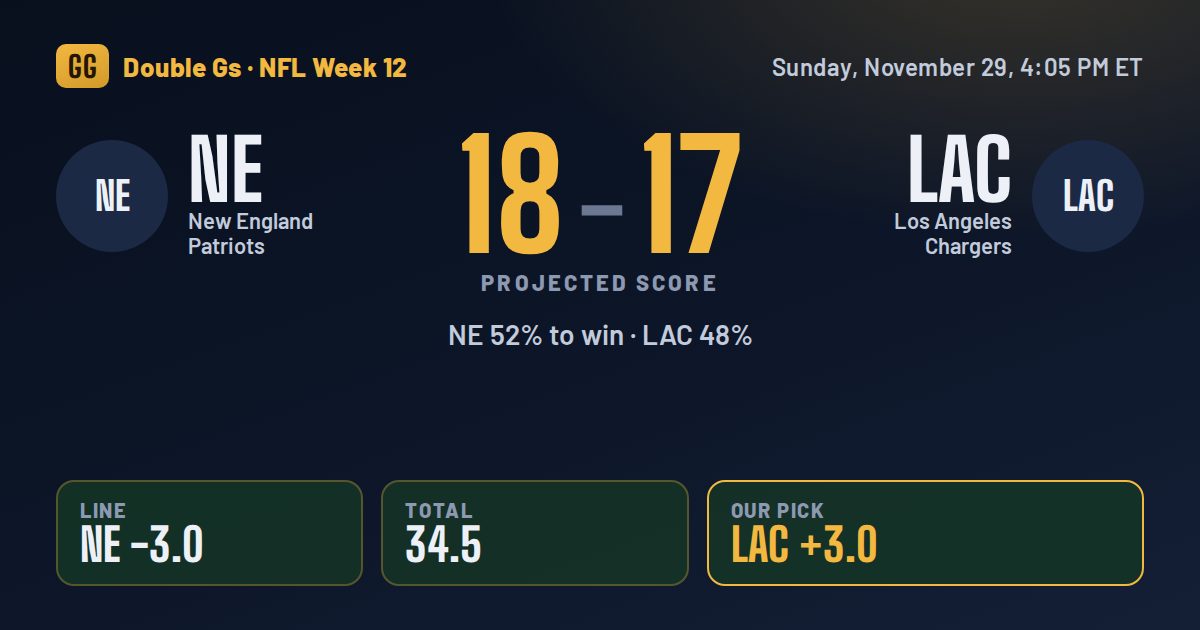 GG Double Gs · NFL Week 12
Sunday, November 29, 4:05 PM ET
NE
NE
New England
Patriots
18 – 17
PROJECTED SCORE
NE 52% to win · LAC 48%
LAC
Los Angeles
Chargers
LAC
LINE
NE −3.0
TOTAL
34.5
OUR PICK
LAC +3.0